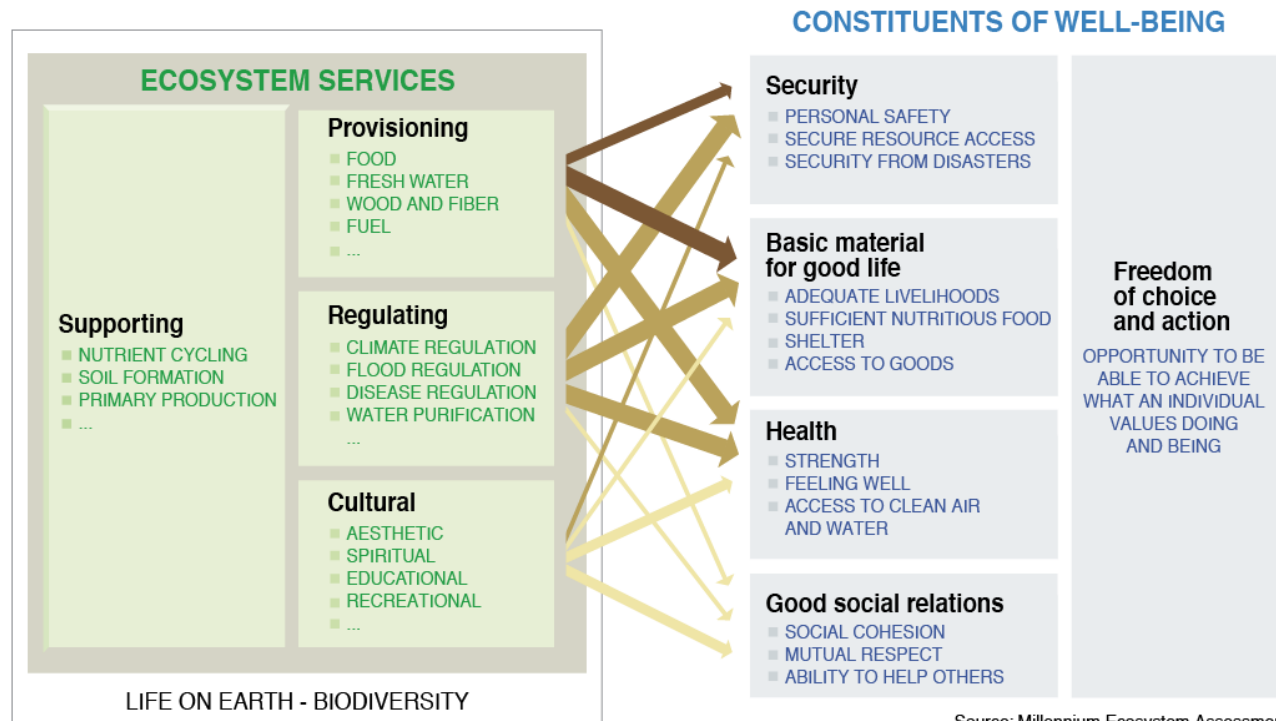 CONSTITUENTS OF WELL-BEING
ECOSYSTEM SERVICES
Supporting
NUTRIENT CYCLING
SOIL FORMATION
PRIMARY PRODUCTION
...
Provisioning
FOOD
FRESH WATER
WOOD AND FIBER
FUEL
...
Regulating
CLIMATE REGULATION
FLOOD REGULATION
DISEASE REGULATION
WATER PURIFICATION
...
Cultural
AESTHETIC
SPIRITUAL
EDUCATIONAL
RECREATIONAL
...
LIFE ON EARTH - BIODIVERSITY
Security
PERSONAL SAFETY
SECURE RESOURCE ACCESS
SECURITY FROM DISASTERS
Basic material
for good life
ADEQUATE LIVELIHOODS
SUFFICIENT NUTRITIOUS FOOD
SHELTER
ACCESS TO GOODS
Health
STRENGTH
FEELING WELL
ACCESS TO CLEAN AIR
AND WATER
Good social relations
SOCIAL COHESION
MUTUAL RESPECT
ABILITY TO HELP OTHERS
Freedom
of choice
and action
OPPORTUNITY TO BE
ABLE TO ACHIEVE
WHAT AN INDIVIDUAL
VALUES DOING
AND BEING
Source: Millennium Ecosystem